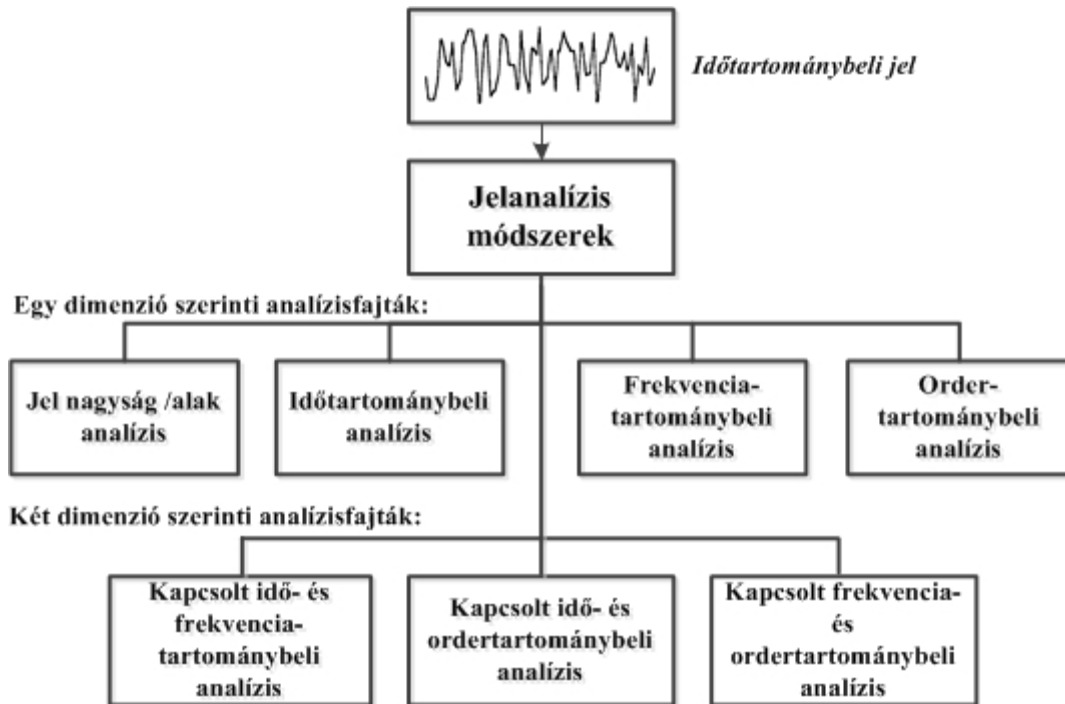 Időtartománybeli jel
Jelanalízis
módszerek
Egy dimenzió szerinti analízisfajták:
Jel nagyság /alak
analízis
Időtartománybeli
analízis
Frekvencia-
tartománybeli
analízis
Order-
tartománybeli
analízis
Két dimenzió szerinti analízisfajták:
Kapcsolt idő- és
frekvencia-
tartománybeli
analízis
Kapcsolt idő- és
ordertartománybeli
analízis
Kapcsolt frekvencia-
és
ordertartománybeli
analízis